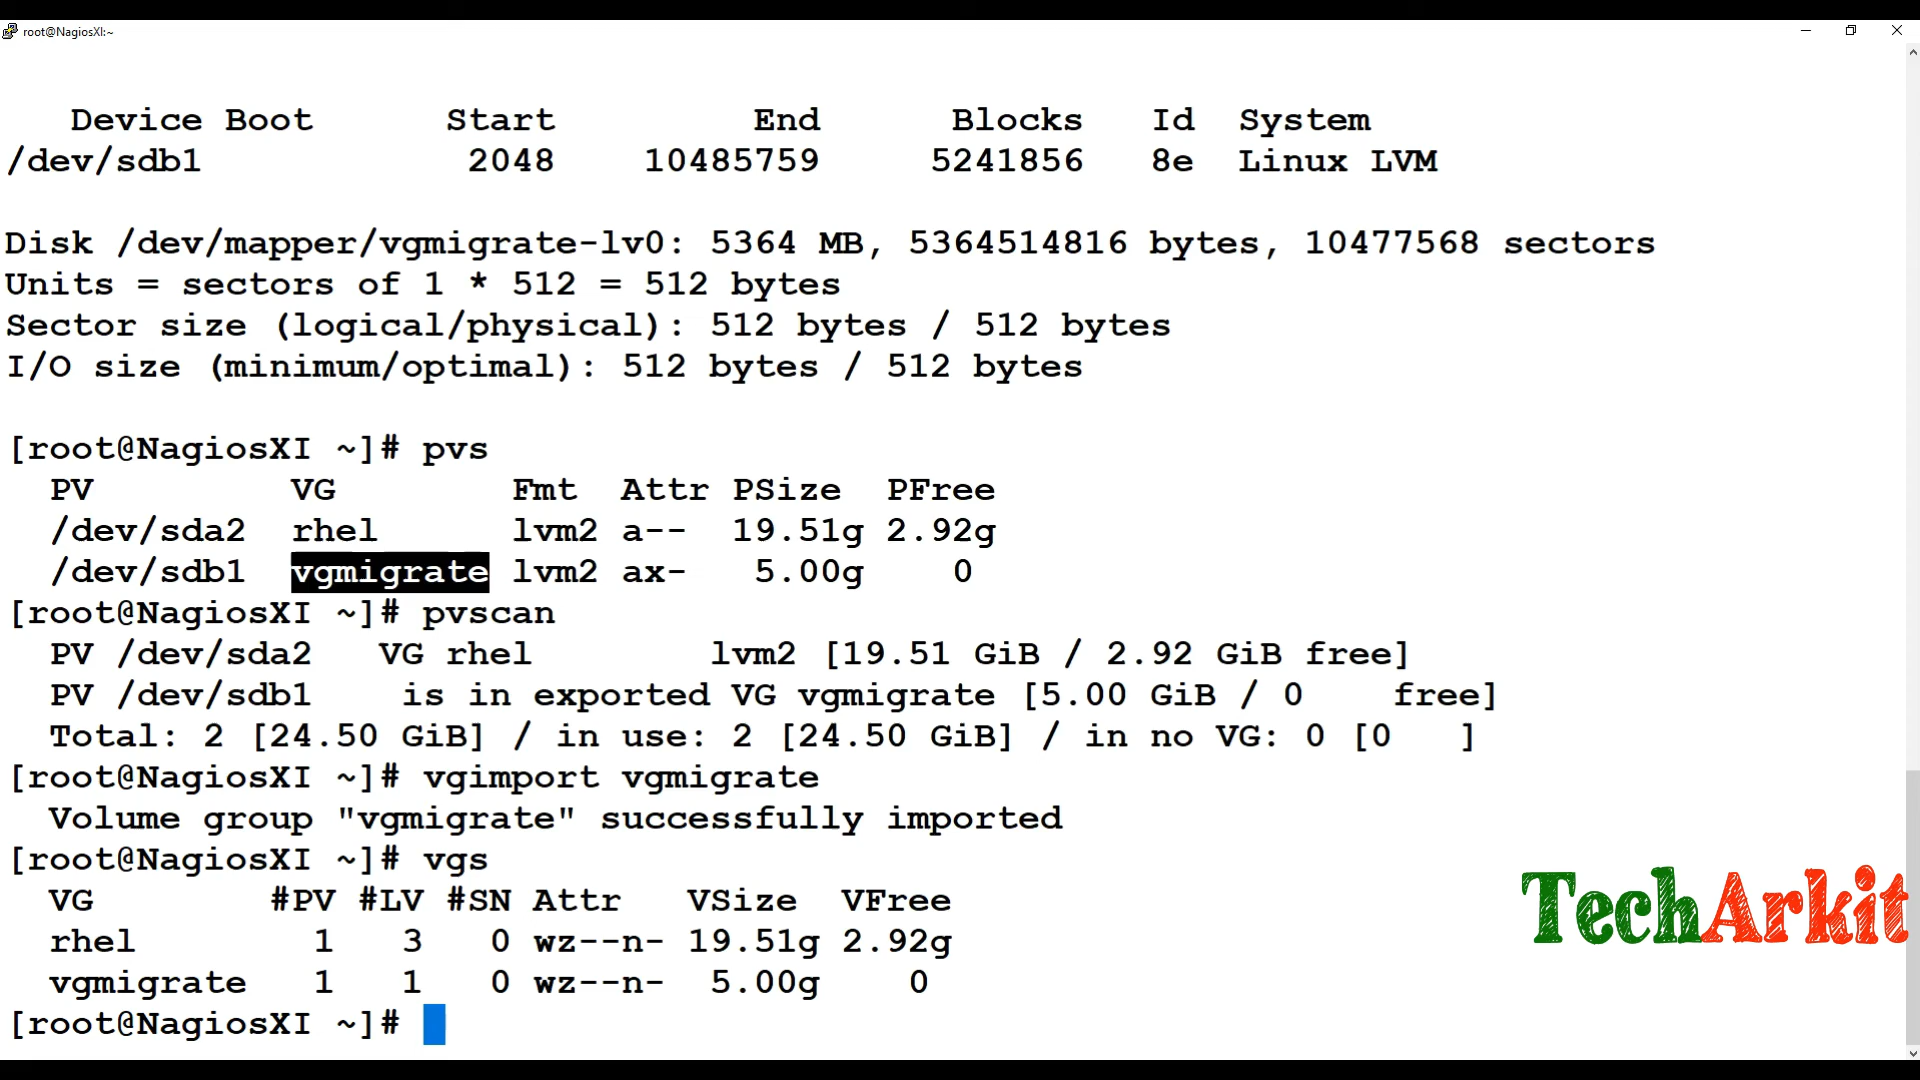 root@NagiosXI:~
Device Boot Start End Blocks Id System
/dev/sdb1 2048 10485759 5241856 8e Linux LVM
Disk /dev/mapper/vgmigrate-lv0: 5364 MB, 5364514816 bytes, 10477568 sectors
Units = sectors of 1 * 512 = 512 bytes
Sector size (logical/physical): 512 bytes / 512 bytes
I/O size (minimum/optimal): 512 bytes / 512 bytes
[root@NagiosXI ~]# pvs
PV VG Fmt Attr PSize PFree
/dev/sda2 rhel lvm2 a-- 19.51g 2.92g
/dev/sdb1 vgmigrate lvm2 ax- 5.00g 0
[root@NagiosXI ~]# pvscan
PV /dev/sda2 VG rhel lvm2 [19.51 GiB / 2.92 GiB free]
PV /dev/sdb1 is in exported VG vgmigrate [5.00 GiB / 0 free]
Total: 2 [24.50 GiB] / in use: 2 [24.50 GiB] / in no VG: 0 [0 ]
[root@NagiosXI ~]# vgimport vgmigrate
Volume group "vgmigrate" successfully imported
[root@NagiosXI ~]# vgs
VG #PV #LV #SN Attr VSize VFree
rhel 1 3 0 wz--n- 19.51g 2.92g
vgmigrate 1 1 0 wz--n- 5.00g 0
[root@NagiosXI ~]#
TechArkit